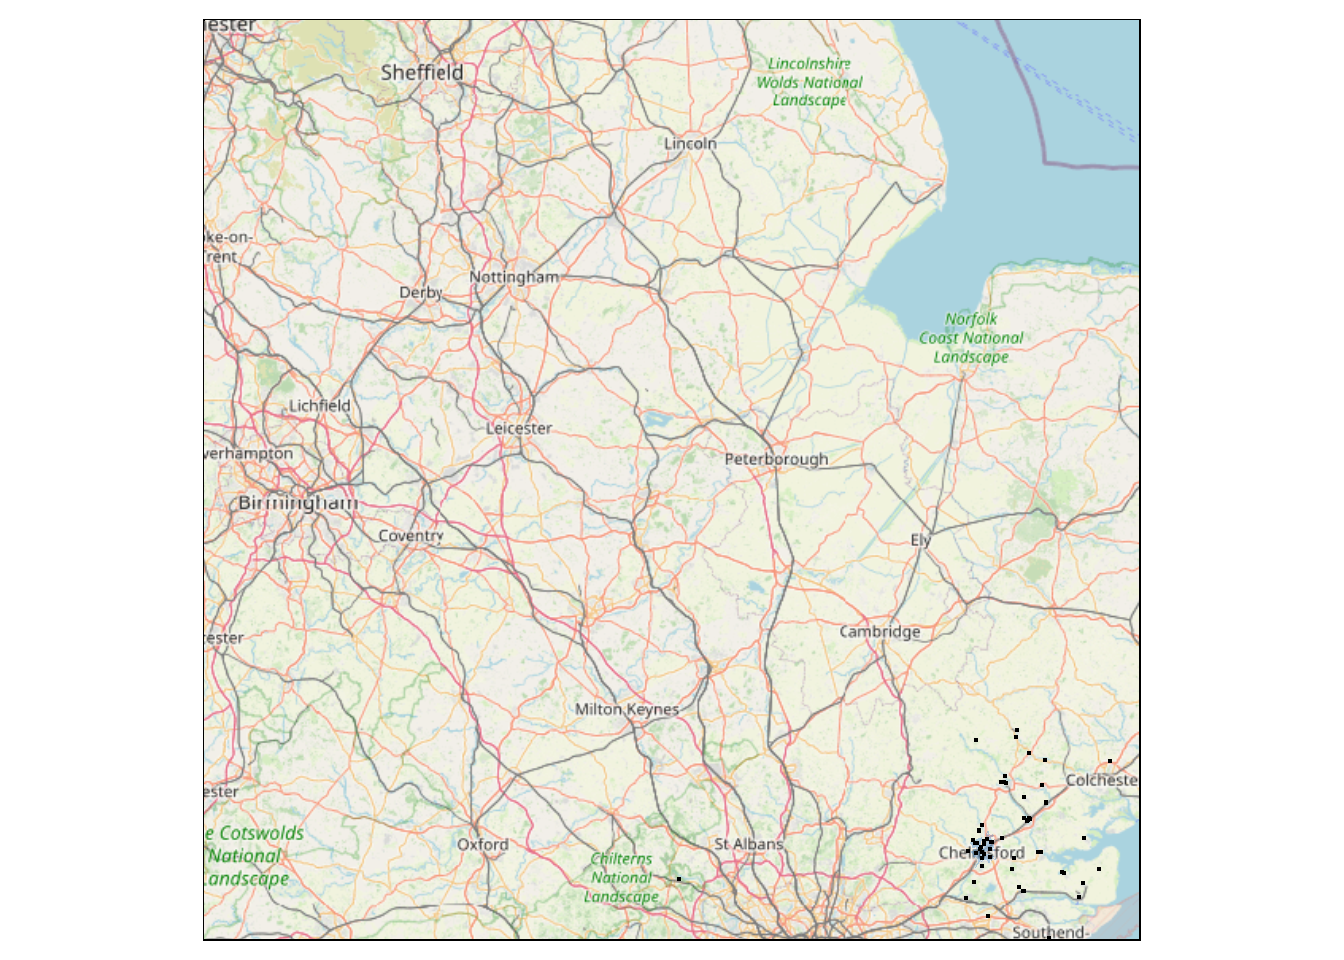 ester
Sheffield
Lincolnshire
Wolds National
Landscape
Lincoln
ke-on-
Trent
Nottingham
Derby
Norfolk
Coast National
Landscape
Lichfield
Leicester
verhampton
Peterborough
Birmingham
Coventry
Ely
Cambridge
ester
Milton Keynes
Colcheste
ester
e Cotswolds
National
Landscape
Oxford
St Albans
Chelmsford
Chilterns
National
Landscape
Southend-